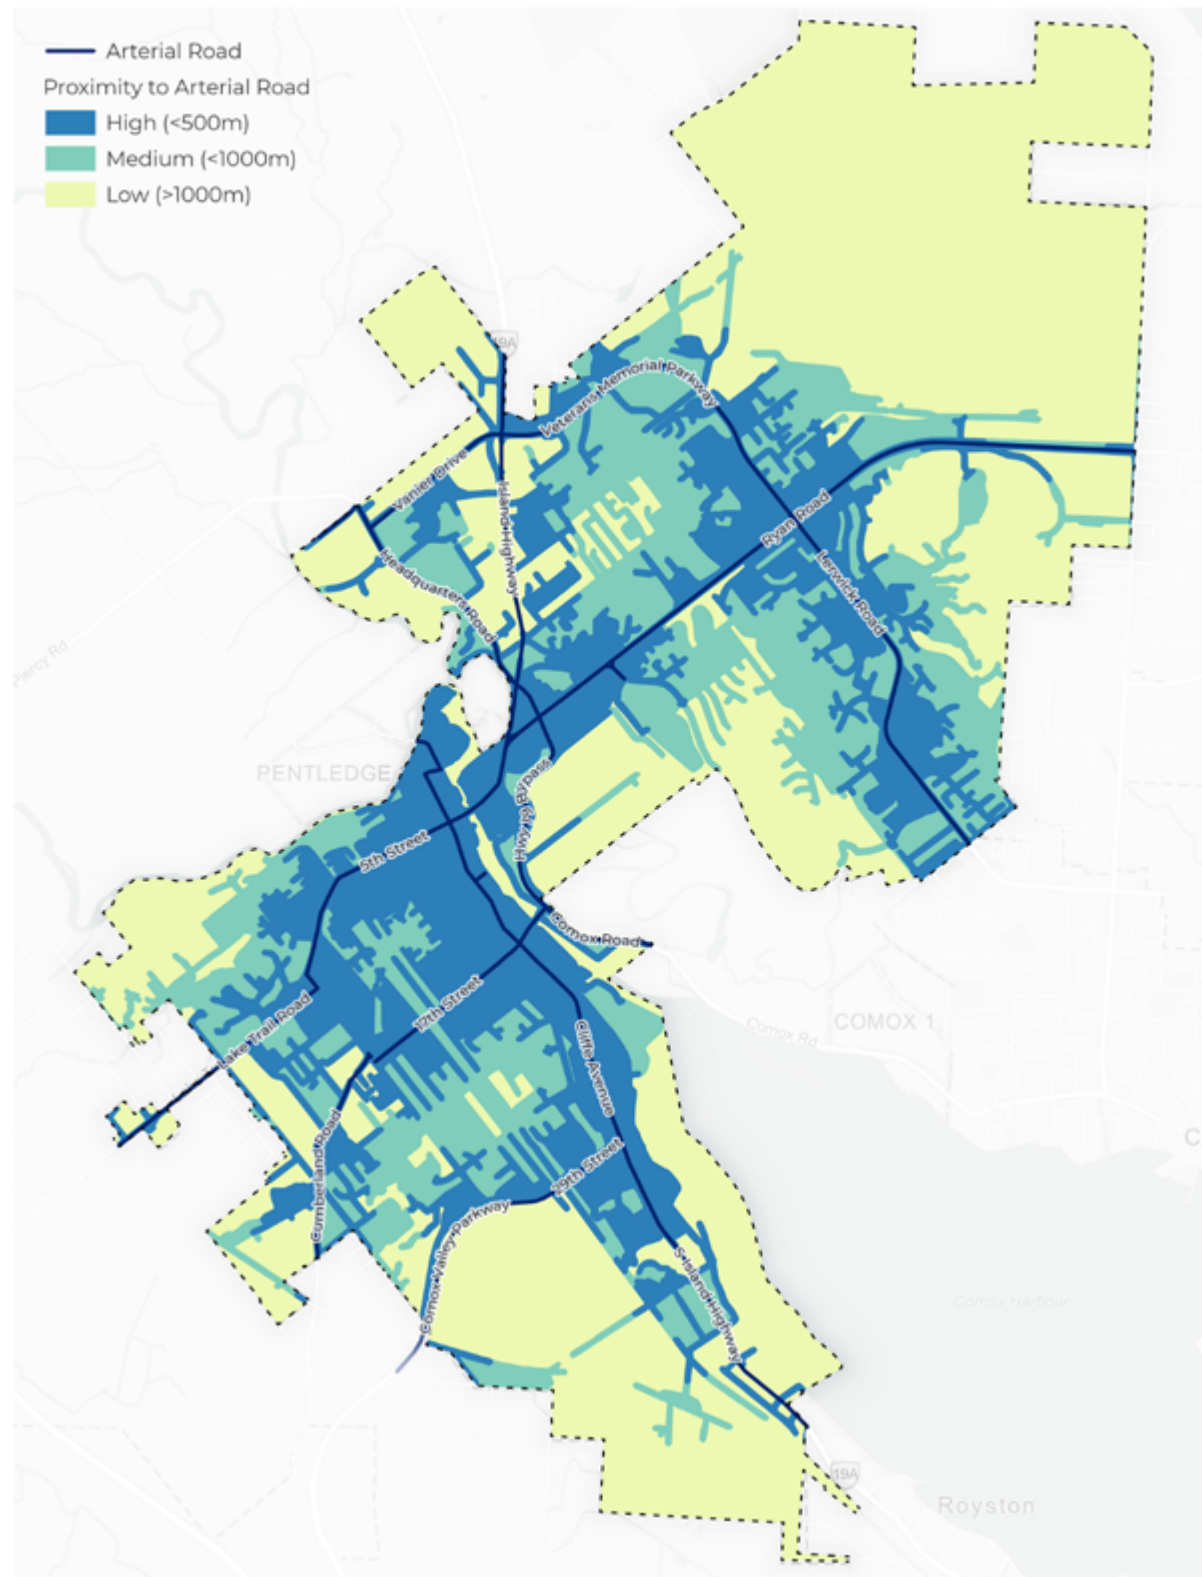 Arterial Road
Proximity to Arterial Road
High (<500m)
Medium (<1000m)
Low (>1000m)
19A
Veterans Memorial Parkway
Vanier Drive
Island Highway
Ryan Road
Headquarters Road
Lerwick Road
Piercy Rd
PENTLEDGE
Hwy 19 Bypass
5th Street
Comox Road
17th Street
Lake Trail Road
Comox Rd
COMOX 1
Cliffe Avenue
Cumberland Road
29th Street
C
Comox Valley Parkway
S Island Highway
Comox Harbour
19A
Royston